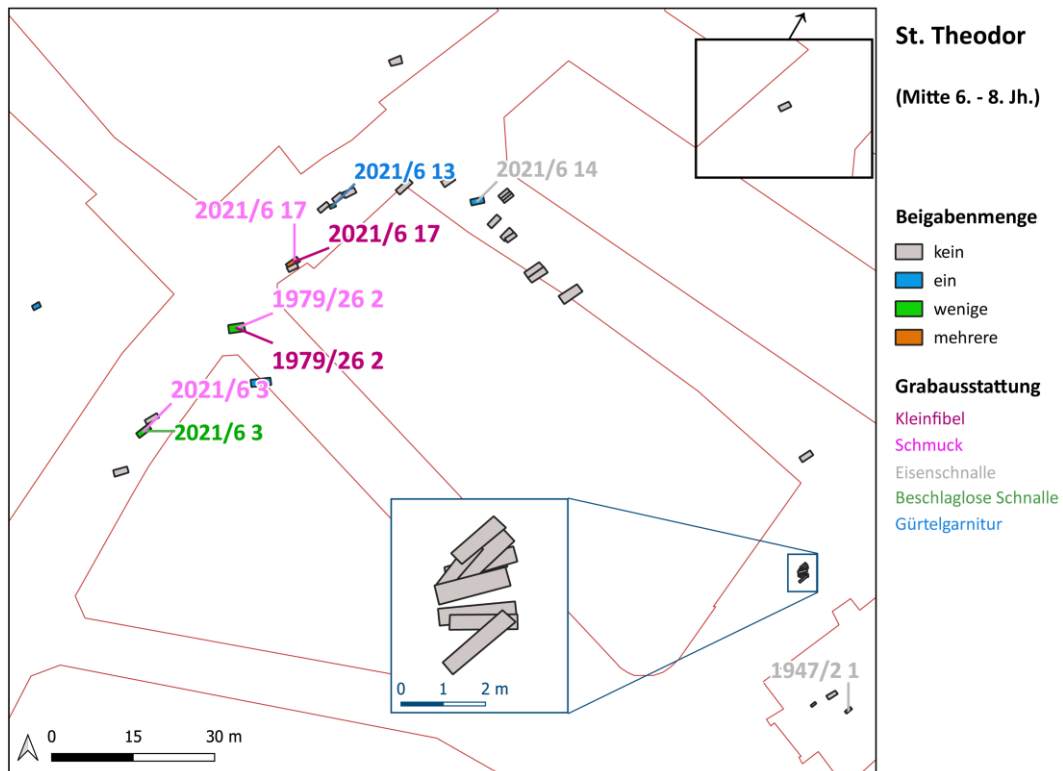 St. Theodor
(Mitte 6. - 8. Jh.)
2021/6 13
2021/6 14
2021/6 17
2021/6 17
1979/26 2
1979/26 2
2021/6 3
2021/6 3
1947/2 1
Beigabenmenge
kein
ein
wenige
mehrere
Grabausstattung
Kleinfibel
Schmuck
Eisenschnalle
Beschlaglose Schnalle
Gürtelgarnitur
0 1 2 m
0 15 30 m